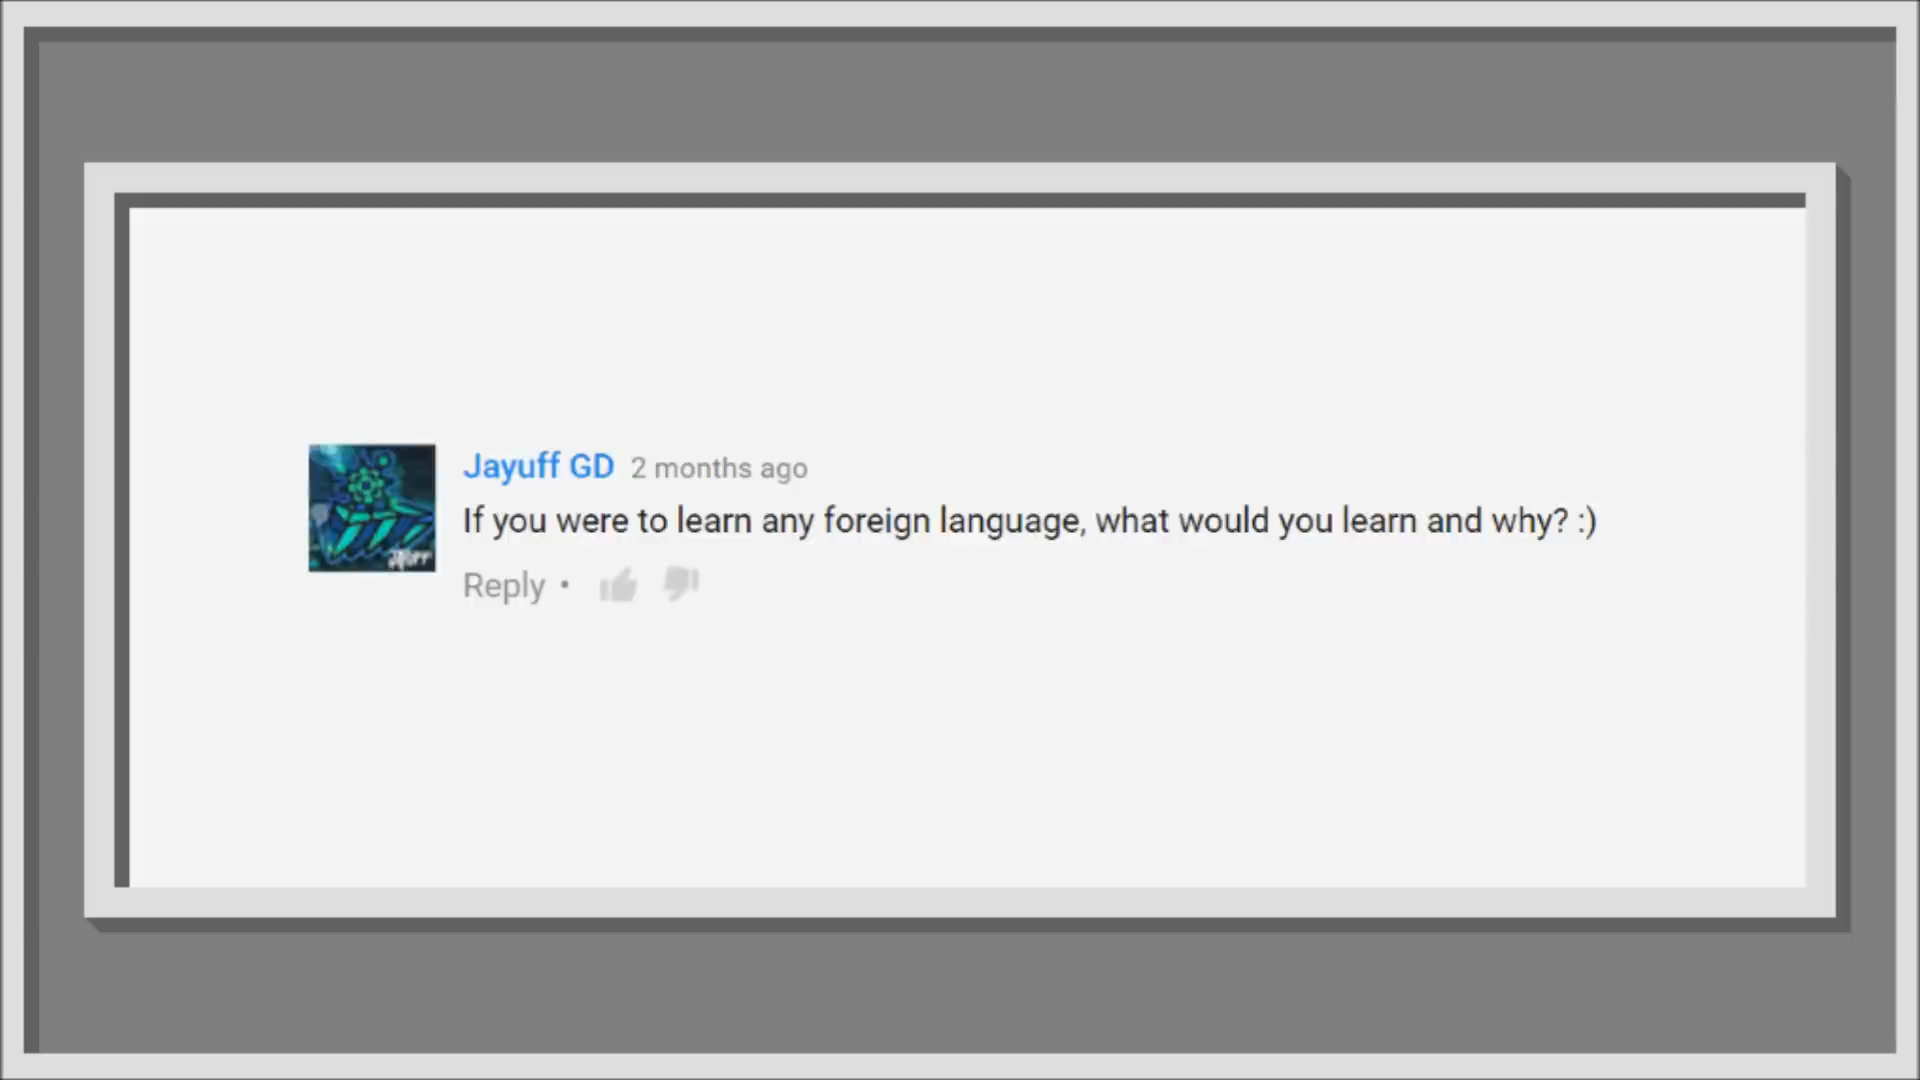 Jayuff GD 2 months ago
If you were to learn any foreign language, what would you learn and why? :)
Reply •